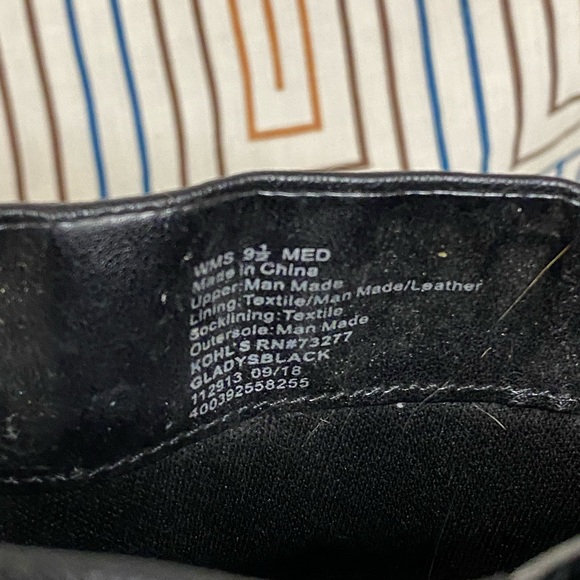 WMS 9½ MED
Made in China
Upper:Man Made
Lining:Textile/Man Made/Leather
Socklining:Textile
Outersole:Man Made
KOHL'S RN#73277
GLADYSBLACK
112913 09/18
400392558255